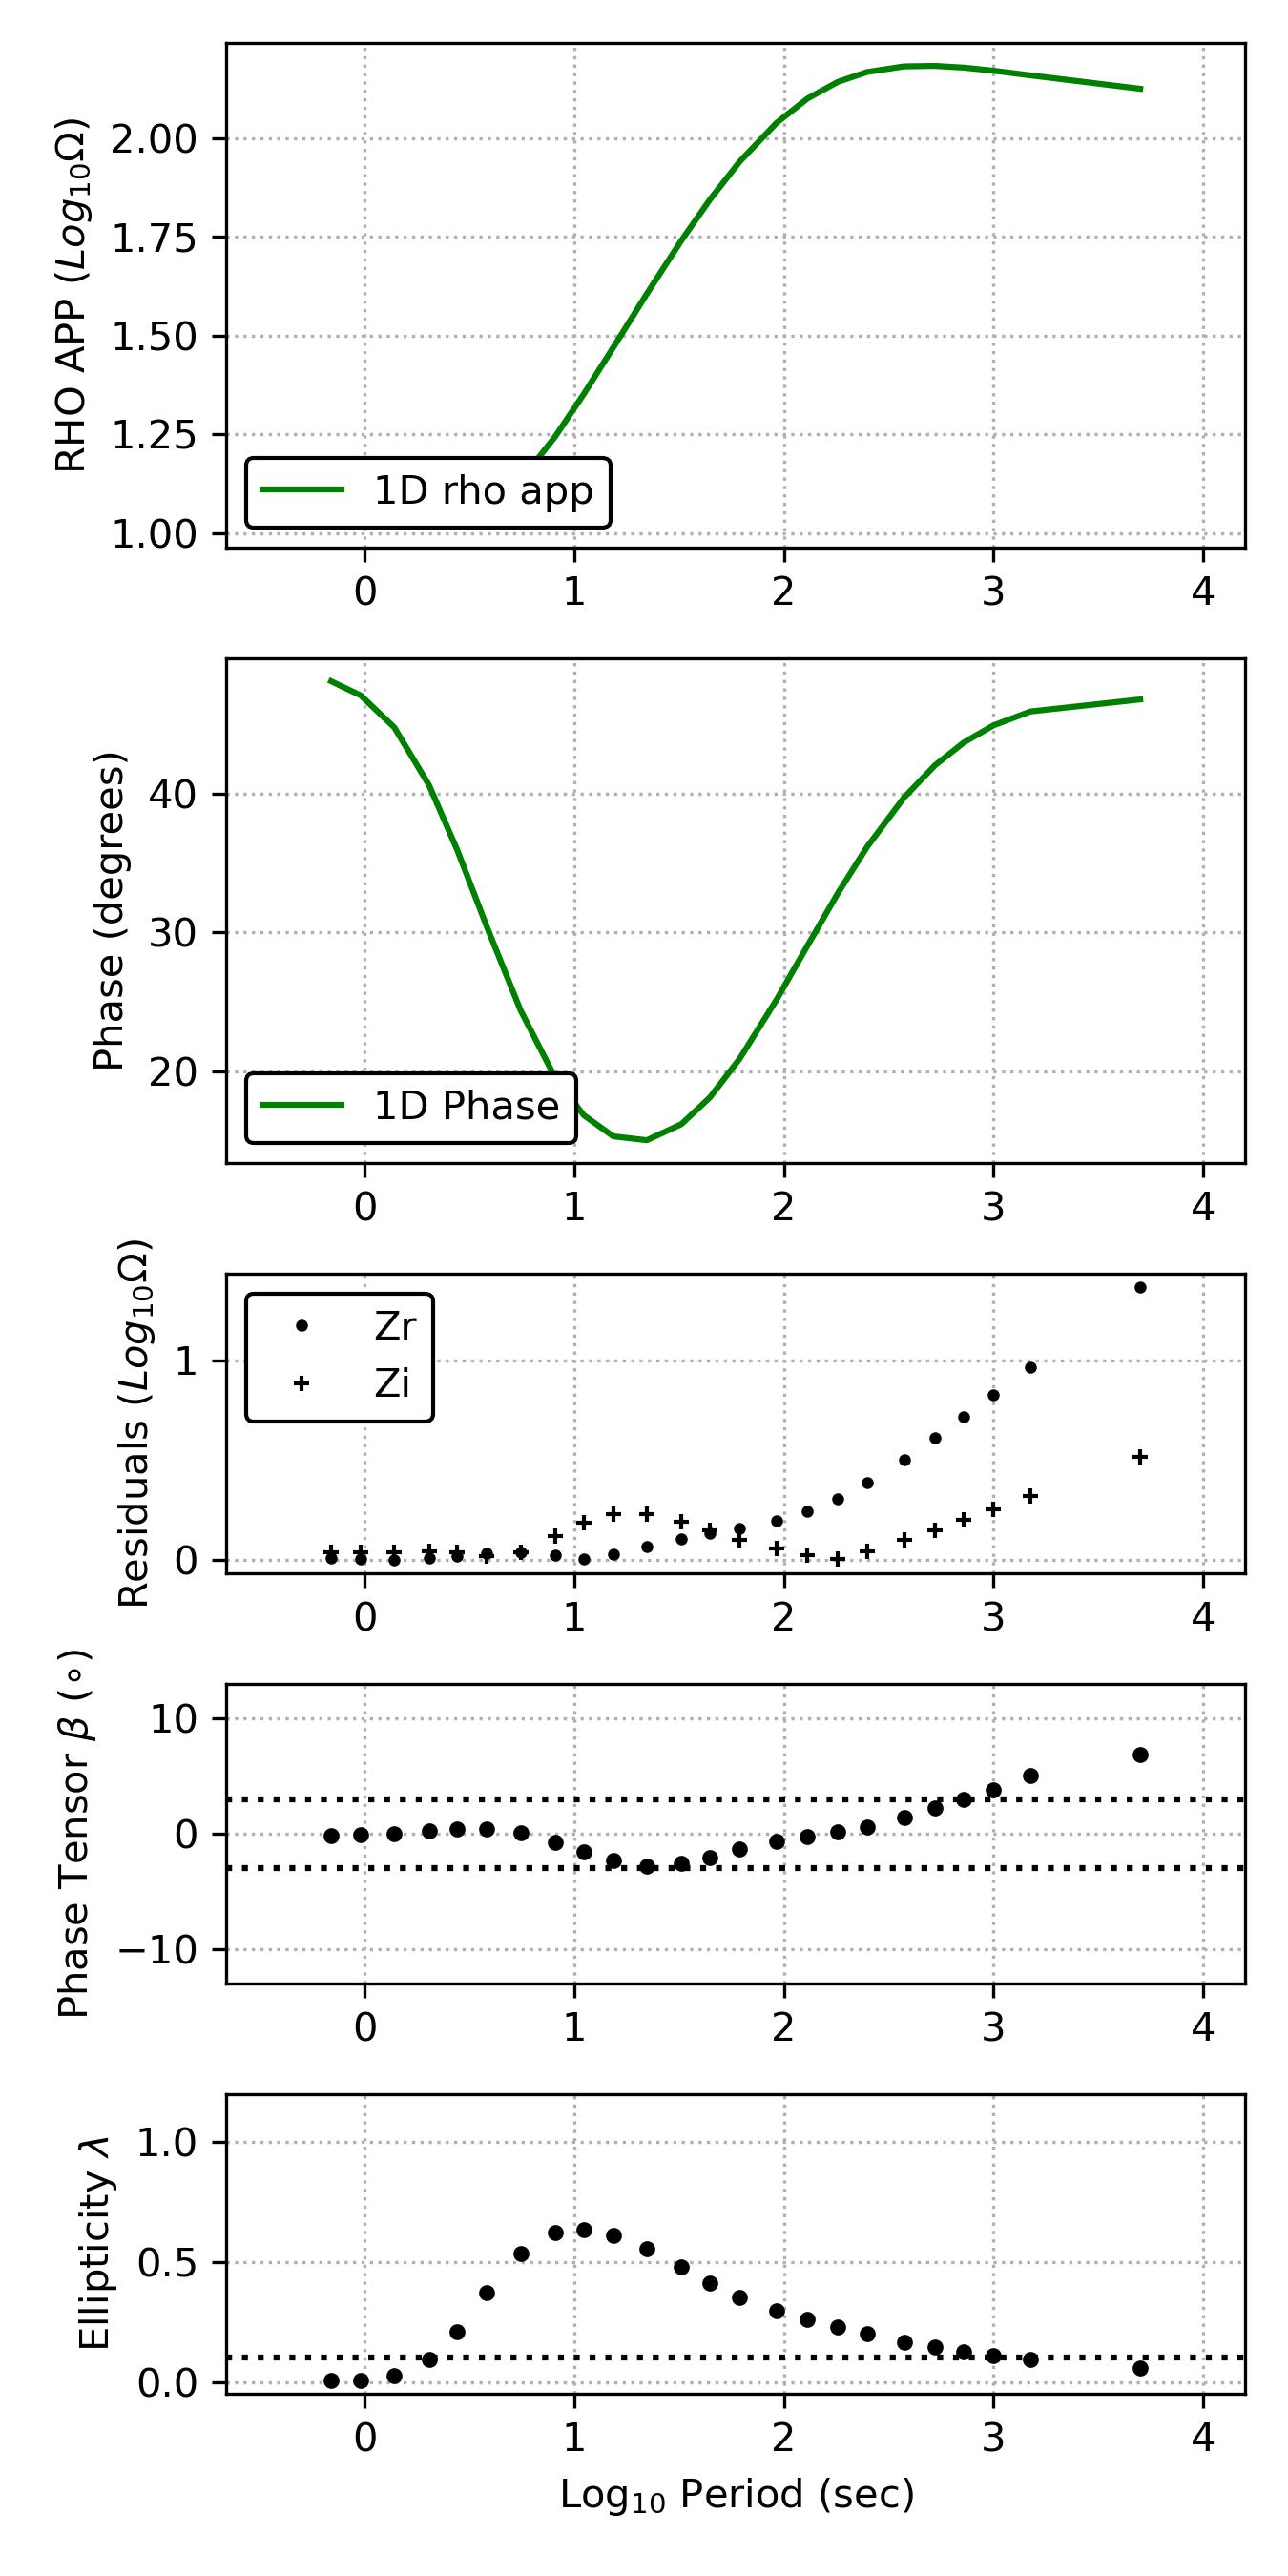 RHO APP (Log₁₀Ω)
2.00
1.75
1.50
1.25
1.00
1D rho app
0 1 2 3 4
Phase (degrees)
40
30
20
1D Phase
0 1 2 3 4
Residuals (Log₁₀Ω)
1
0
Zr
Zi
0 1 2 3 4
Phase Tensor β (∘)
10
0
−10
0 1 2 3 4
Ellipticity λ
1.0
0.5
0.0
0 1 2 3 4
Log₁₀ Period (sec)